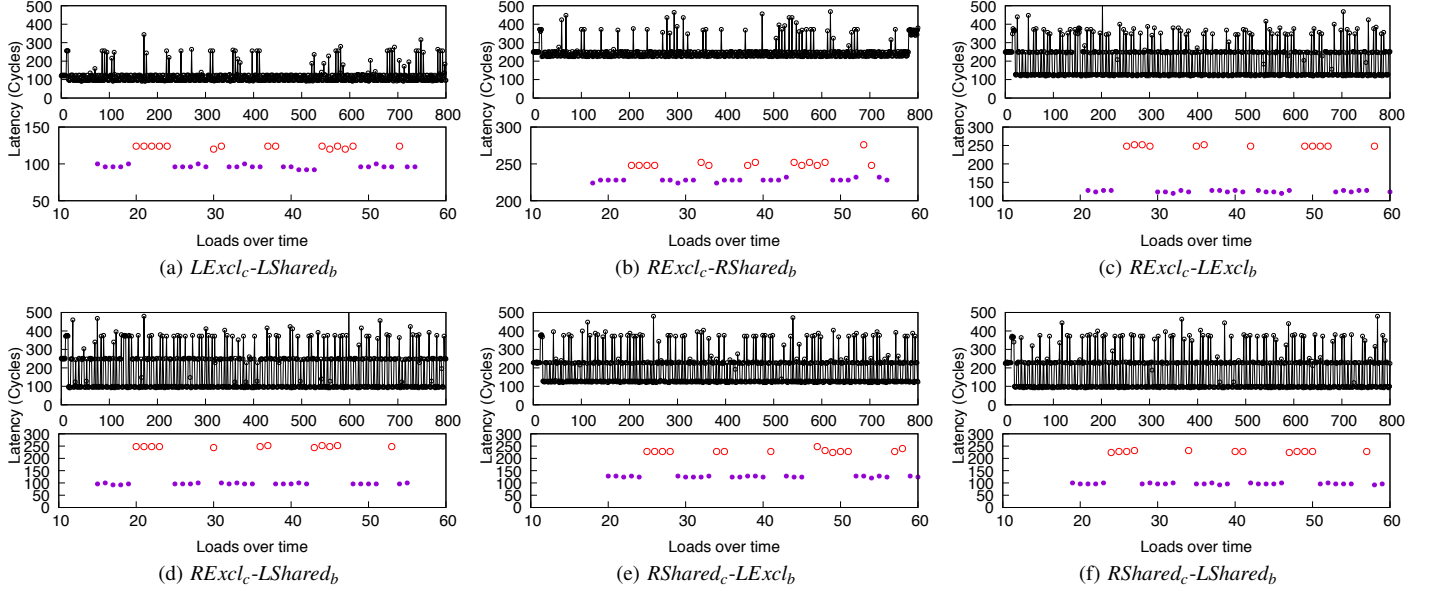 500
400
300
200
100
0
0 100 200 300 400 500 600 700 800
150
100
50
10 20 30 40 50 60
Latency (Cycles)
Loads over time
(a) LExcl_c-LShared_b
500
400
300
200
100
0
0 100 200 300 400 500 600 700 800
300
250
200
10 20 30 40 50 60
Latency (Cycles)
Loads over time
(b) RExcl_c-RShared_b
500
400
300
200
100
0
0 100 200 300 400 500 600 700 800
300
250
200
150
100
10 20 30 40 50 60
Latency (Cycles)
Loads over time
(c) RExcl_c-LExcl_b
500
400
300
200
100
0
0 100 200 300 400 500 600 700 800
300
250
200
150
100
50
0
10 20 30 40 50 60
Latency (Cycles)
Loads over time
(d) RExcl_c-LShared_b
500
400
300
200
100
0
0 100 200 300 400 500 600 700 800
300
250
200
150
100
50
0
10 20 30 40 50 60
Latency (Cycles)
Loads over time
(e) RShared_c-LExcl_b
500
400
300
200
100
0
0 100 200 300 400 500 600 700 800
300
250
200
150
100
50
0
10 20 30 40 50 60
Latency (Cycles)
Loads over time
(f) RShared_c-LShared_b